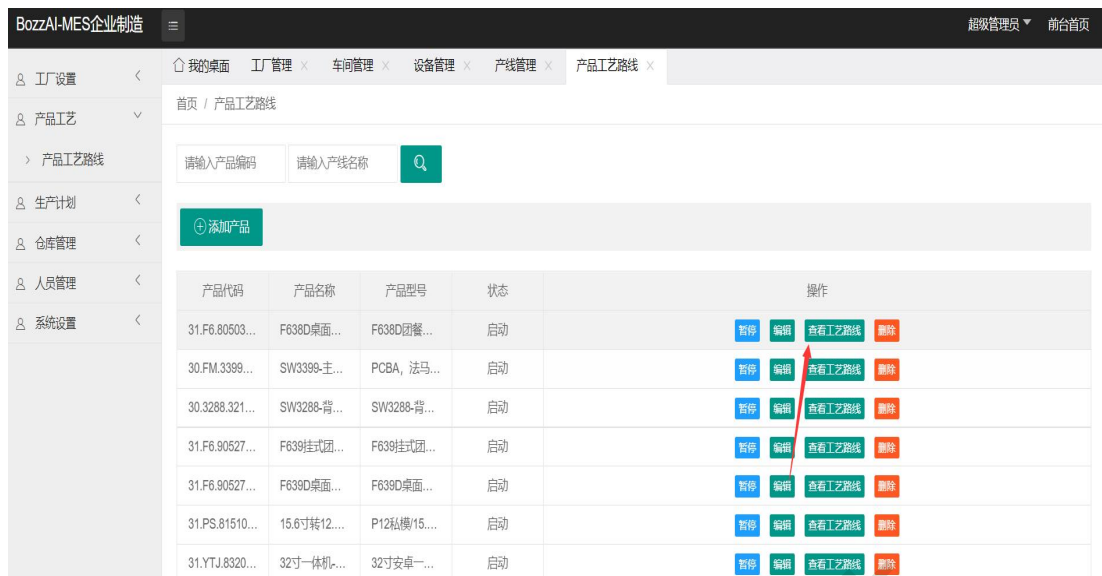 BozzAI-MES企业制造
超级管理员 前台首页
工厂设置
产品工艺
产品工艺路线
生产计划
仓库管理
人员管理
系统设置
我的桌面 工厂管理 车间管理 设备管理 产线管理 产品工艺路线
首页 / 产品工艺路线
请输入产品编码 请输入产线名称
添加产品
产品代码 产品名称 产品型号 状态 操作
31.F6.80503... F638D桌面... F638D团餐... 启动 暂停 编辑 查看工艺路线 删除
30.FM.3399... SW3399-主... PCBA，法马... 启动 暂停 编辑 查看工艺路线 删除
30.3288.321... SW3288-背... SW3288-背... 启动 暂停 编辑 查看工艺路线 删除
31.F6.90527... F639挂式团... F639挂式团... 启动 暂停 编辑 查看工艺路线 删除
31.F6.90527... F639D桌面... F639D桌面... 启动 暂停 编辑 查看工艺路线 删除
31.PS.81510... 15.6寸转12.... P12私模/15.... 启动 暂停 编辑 查看工艺路线 删除
31.YTJ.8320... 32寸一体机-... 32寸安卓一... 启动 暂停 编辑 查看工艺路线 删除